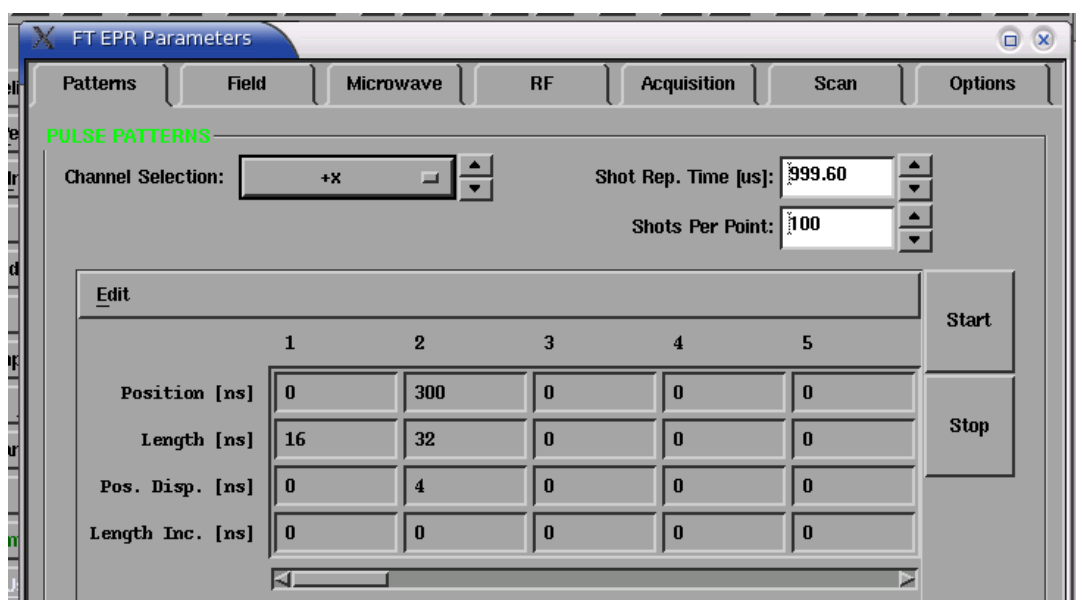 FT EPR Parameters
Patterns Field Microwave RF Acquisition Scan Options
PULSE PATTERNS
Channel Selection: +x Shot Rep. Time [us]: 999.60
Shots Per Point: 100
Edit
Start
1 2 3 4 5
Position [ns] 0 300 0 0 0
Length [ns] 16 32 0 0 0
Stop
Pos. Disp. [ns] 0 4 0 0 0
Length Inc. [ns] 0 0 0 0 0